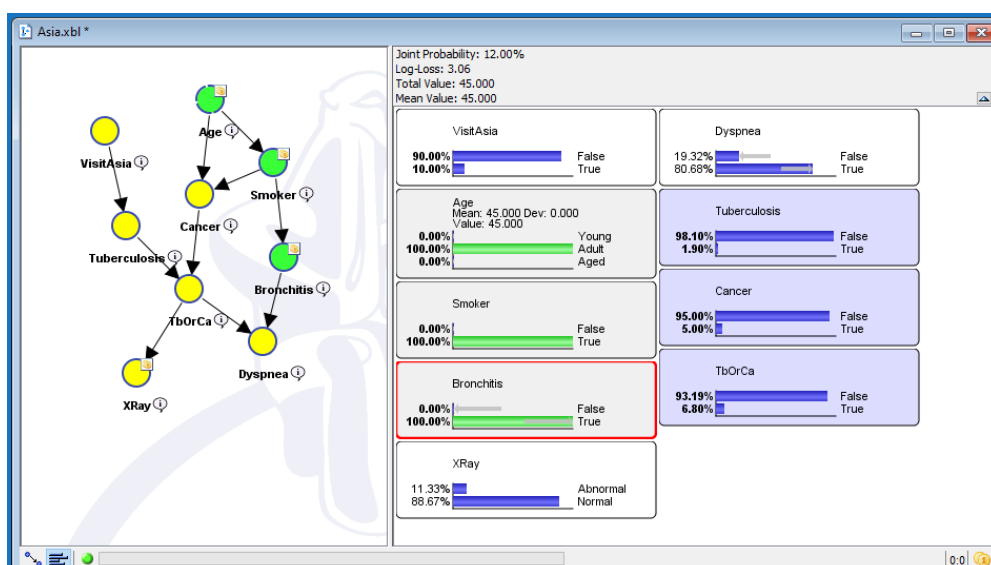 Asia.xbl *
Joint Probability: 12.00%
Log-Loss: 3.06
Total Value: 45.000
Mean Value: 45.000
Age
VisitAsia
Smoker
Cancer
Tuberculosis
Bronchitis
TbOrCa
Dyspnea
XRay
VisitAsia
90.00% False
10.00% True
Age
Mean: 45.000 Dev: 0.000
Value: 45.000
0.00% Young
100.00% Adult
0.00% Aged
Smoker
0.00% False
100.00% True
Bronchitis
0.00% False
100.00% True
XRay
11.33% Abnormal
88.67% Normal
Dyspnea
19.32% False
80.68% True
Tuberculosis
98.10% False
1.90% True
Cancer
95.00% False
5.00% True
TbOrCa
93.19% False
6.80% True
0:0